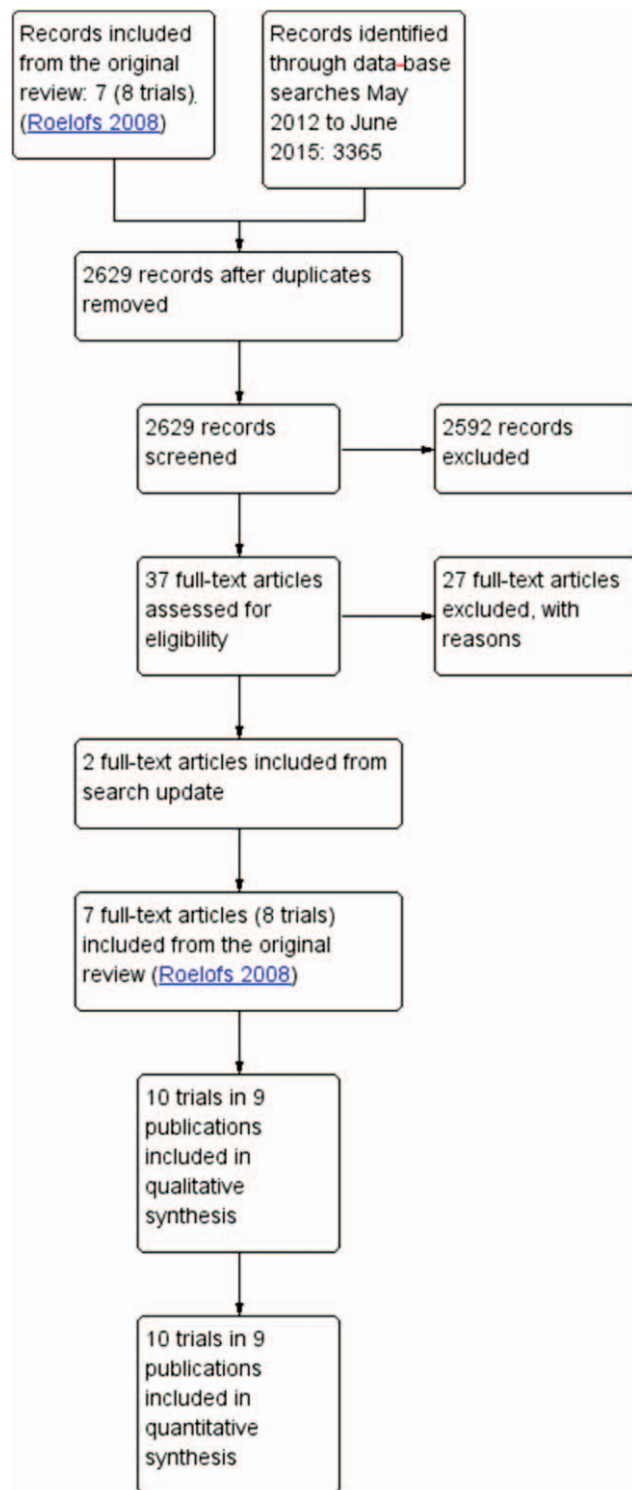 Records included
from the original
review: 7 (8 trials)
(Roelofs 2008)
Records identified
through data-base
searches May
2012 to June
2015: 3365
2629 records after duplicates
removed
2629 records
screened
2592 records
excluded
37 full-text articles
assessed for
eligibility
27 full-text articles
excluded, with
reasons
2 full-text articles included from
search update
7 full-text articles (8 trials)
included from the original
review (Roelofs 2008)
10 trials in 9
publications
included in
qualitative
synthesis
10 trials in 9
publications
included in
quantitative
synthesis